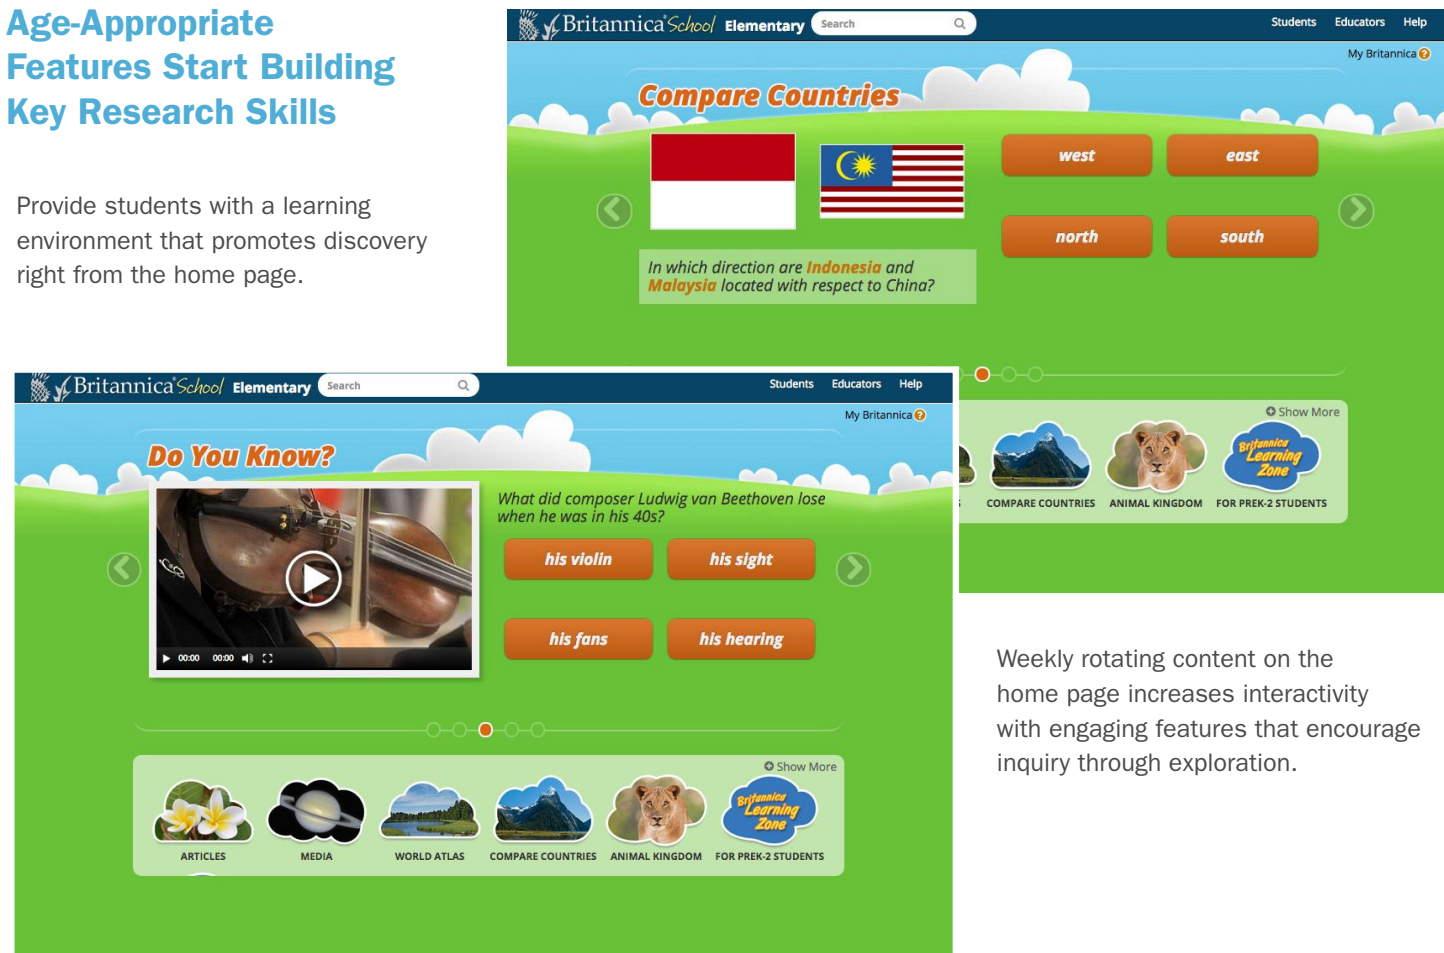 Age-Appropriate
Features Start Building
Key Research Skills
Provide students with a learning
environment that promotes discovery
right from the home page.
Britannica School Elementary Search Students Educators Help
My Britannica ?
Compare Countries
west east
north south
In which direction are Indonesia and
Malaysia located with respect to China?
Show More
Britannica
Learning
Zone
S COMPARE COUNTRIES ANIMAL KINGDOM FOR PREK-2 STUDENTS
Britannica School Elementary Search Students Educators Help
My Britannica ?
Do You Know?
What did composer Ludwig van Beethoven lose
when he was in his 40s?
his violin his sight
his fans his hearing
00:00 00:00
Show More
Britannica
Learning
Zone
ARTICLES MEDIA WORLD ATLAS COMPARE COUNTRIES ANIMAL KINGDOM FOR PREK-2 STUDENTS
Weekly rotating content on the
home page increases interactivity
with engaging features that encourage
inquiry through exploration.